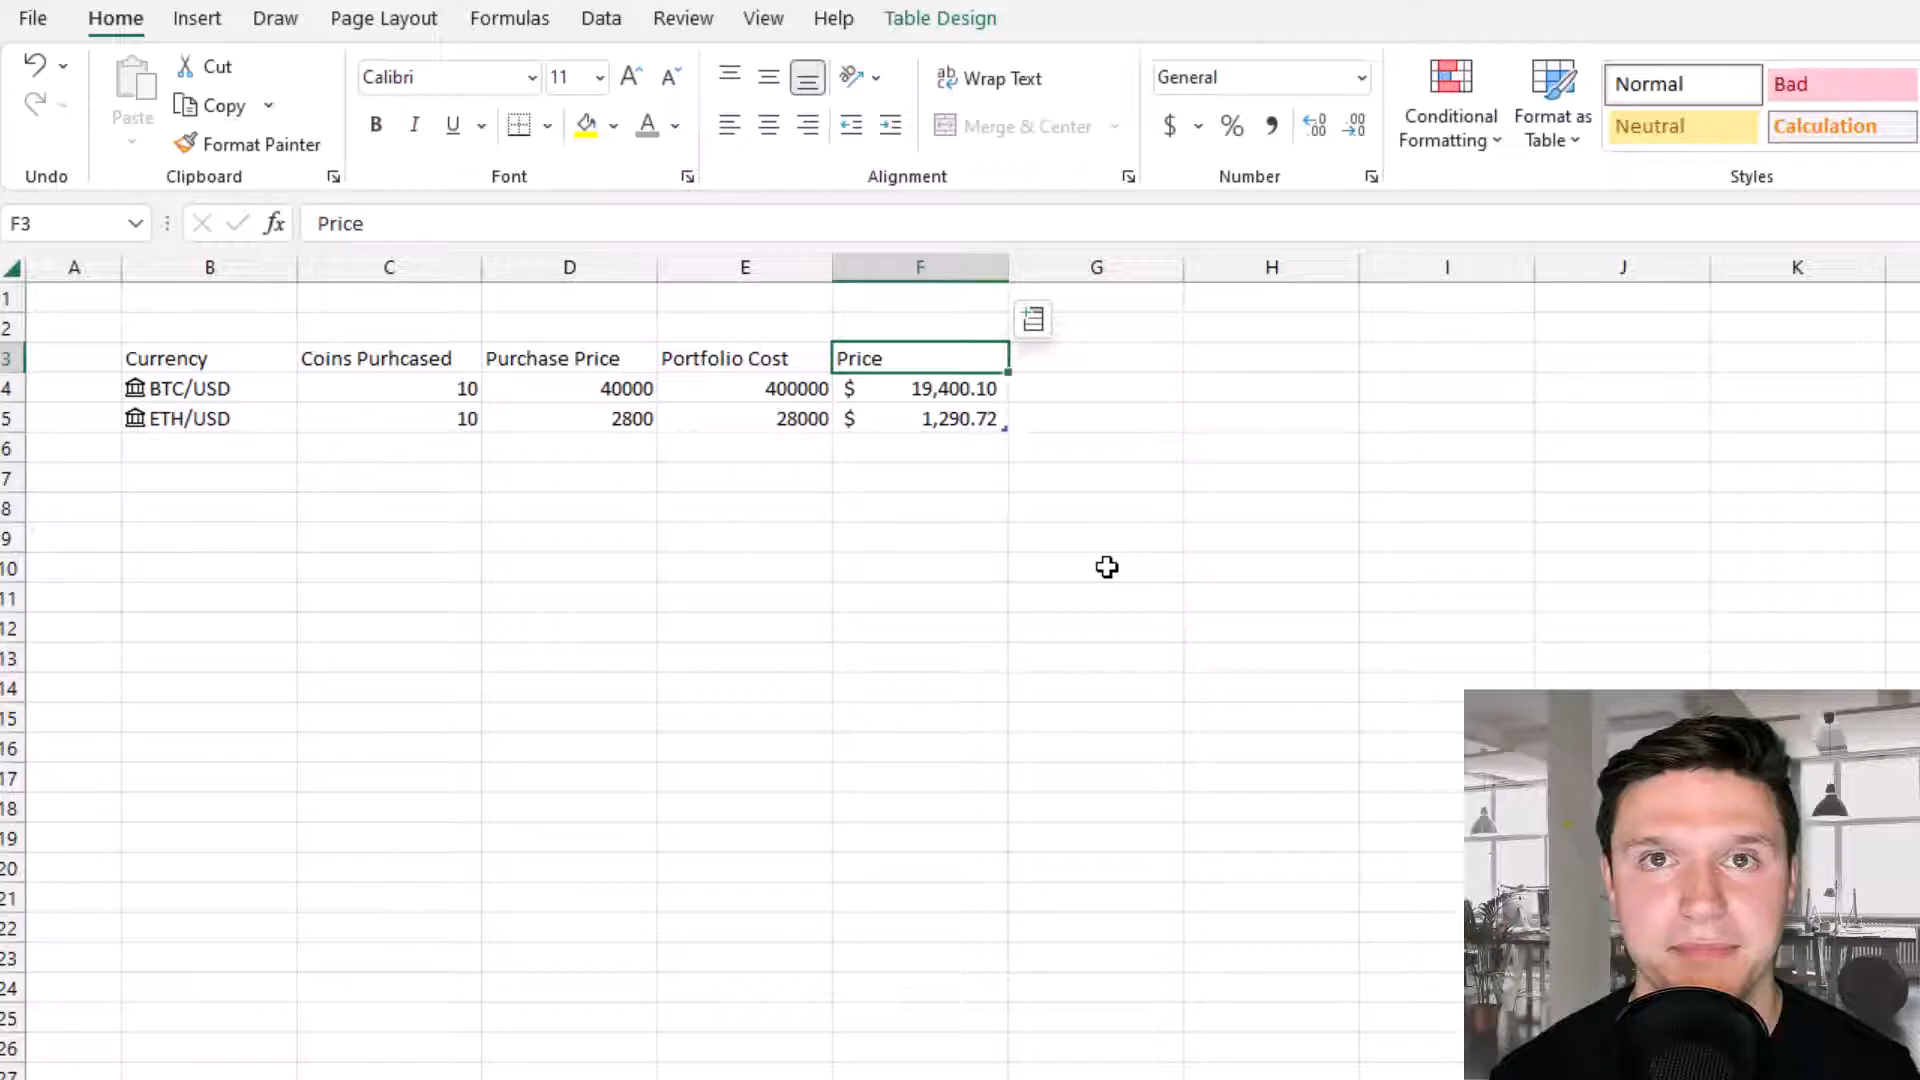 File Home Insert Draw Page Layout Formulas Data Review View Help Table Design
Cut Calibri 11 A A ab Wrap Text General Normal Bad
Paste Copy B I U A Merge & Center $ % Conditional Formatting Format as Table Neutral Calculation
Format Painter
Undo Clipboard Font Alignment Number Styles
F3 fx Price
A B C D E F G H I J K
1
2
3 Currency Coins Purhcased Purchase Price Portfolio Cost Price
4 BTC/USD 10 40000 400000 $ 19,400.10
5 ETH/USD 10 2800 28000 $ 1,290.72
6
7
8
9
10
11
12
13
14
15
16
17
18
19
20
21
22
23
24
25
26
27